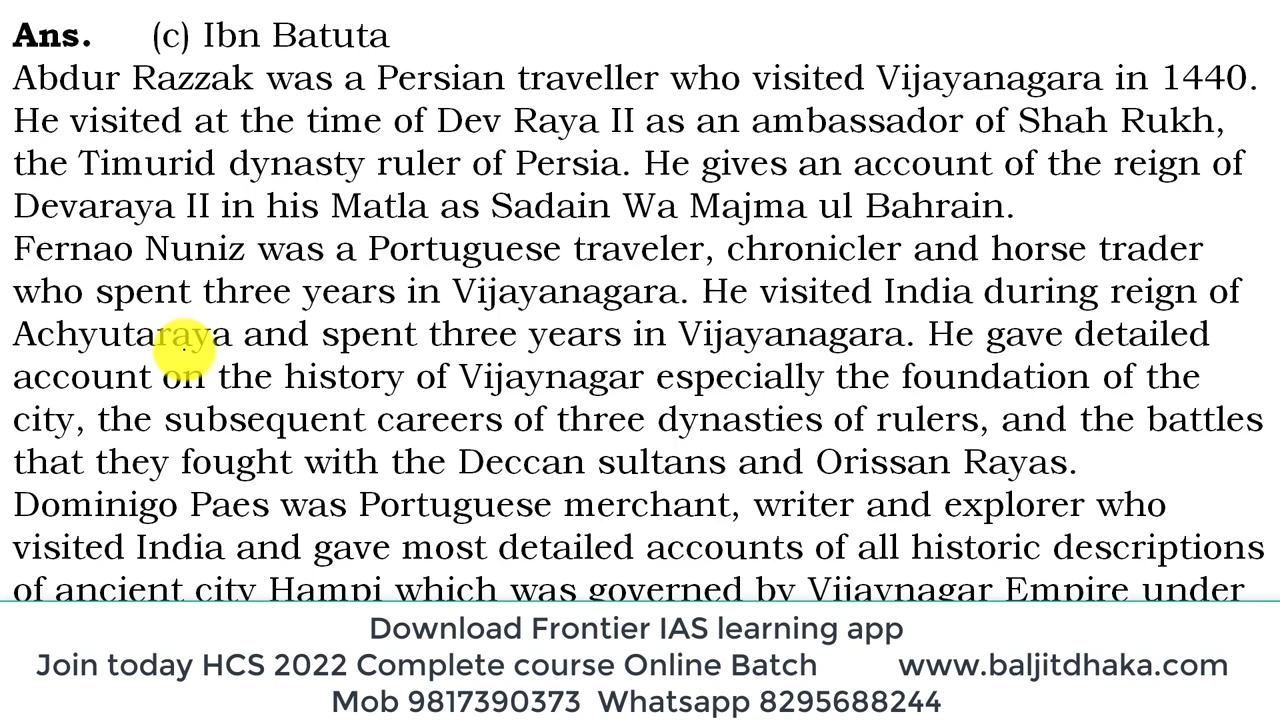 Ans. (c) Ibn Batuta
Abdur Razzak was a Persian traveller who visited Vijayanagara in 1440.
He visited at the time of Dev Raya II as an ambassador of Shah Rukh,
the Timurid dynasty ruler of Persia. He gives an account of the reign of
Devaraya II in his Matla as Sadain Wa Majma ul Bahrain.
Fernao Nuniz was a Portuguese traveler, chronicler and horse trader
who spent three years in Vijayanagara. He visited India during reign of
Achyutaraya and spent three years in Vijayanagara. He gave detailed
account on the history of Vijaynagar especially the foundation of the
city, the subsequent careers of three dynasties of rulers, and the battles
that they fought with the Deccan sultans and Orissan Rayas.
Dominigo Paes was Portuguese merchant, writer and explorer who
visited India and gave most detailed accounts of all historic descriptions
of ancient city Hampi which was governed by Vijaynagar Empire under
Download Frontier IAS learning app
Join today HCS 2022 Complete course Online Batch www.baljitdhaka.com
Mob 9817390373 Whatsapp 8295688244